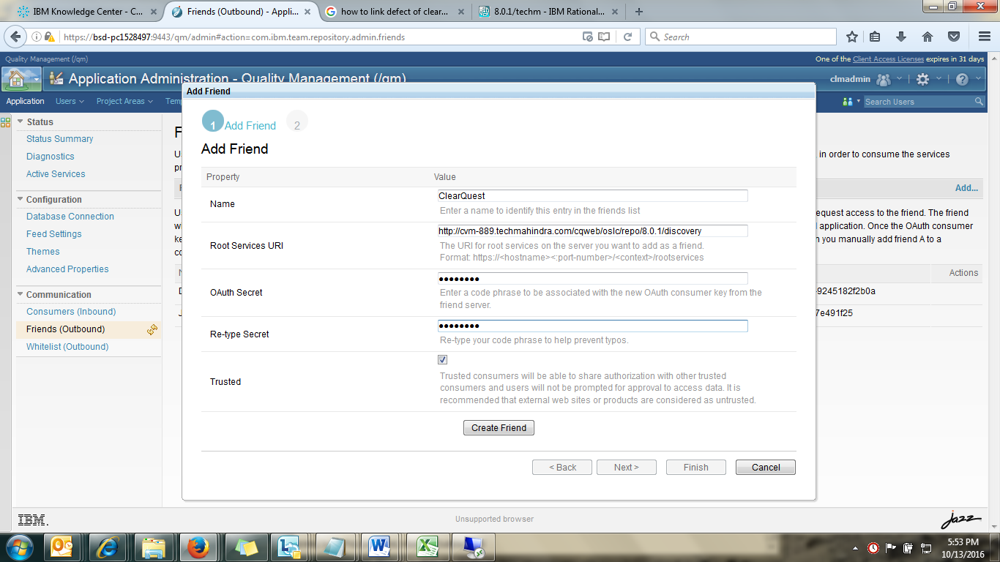 IBM Knowledge Center - C...
Friends (Outbound) - Appli...
how to link defect of clear...
8.0.1/techm - IBM Rational...
https://bsd-pc1528497:9443/qm/admin#action=com.ibm.team.repository.admin.friends
Search
Quality Management (/qm)
One of the Client Access Licenses expires in 31 days
Application Administration - Quality Management (/qm)
clmadmin
Application
Users
Project Areas
Tem
Search Users
Status
Status Summary
Diagnostics
Active Services
Configuration
Database Connection
Feed Settings
Themes
Advanced Properties
Communication
Consumers (Inbound)
Friends (Outbound)
Whitelist (Outbound)
in order to consume the services
Add...
equest access to the friend. The friend
d application. Once the OAuth consumer
n you manually add friend A to a
Actions
9245182f2b0a
7e491f25
Add Friend
1 Add Friend 2
Add Friend
Property Value
Name
ClearQuest
Enter a name to identify this entry in the friends list
Root Services URI
http://cvm-889.techmahindra.com/cqweb/oslc/repo/8.0.1/discovery
The URI for root services on the server you want to add as a friend.
Format: https://<hostname><:port-number>/<context>/rootservices
OAuth Secret
●●●●●●●●
Enter a code phrase to be associated with the new OAuth consumer key from the
friend server.
Re-type Secret
●●●●●●●●
Re-type your code phrase to help prevent typos.
Trusted
Trusted consumers will be able to share authorization with other trusted
consumers and users will not be prompted for approval to access data. It is
recommended that external web sites or products are considered as untrusted.
Create Friend
< Back
Next >
Finish
Cancel
IBM.
Unsupported browser
jazz
5:53 PM
10/13/2016